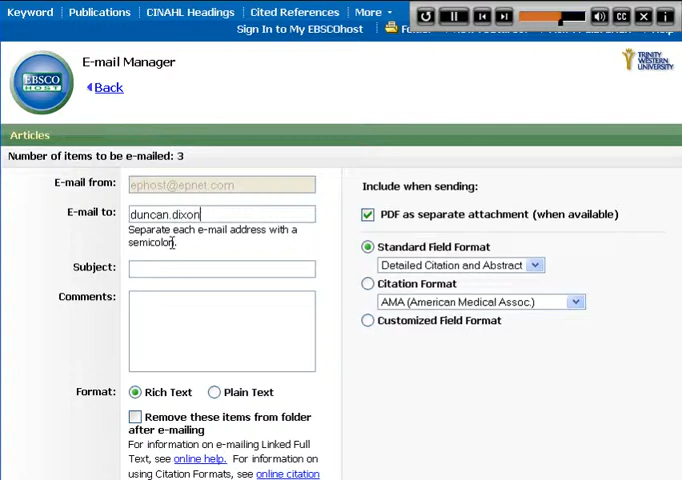 Keyword Publications CINAHL Headings Cited References More
Sign In to My EBSCOhost Folder
CC
EBSCO
HOST
E-mail Manager
Back
TRINITY
WESTERN
UNIVERSITY
Articles
Number of items to be e-mailed: 3
E-mail from: ephost@epnet.com
E-mail to: duncan.dixon
Separate each e-mail address with a
semicolon.
Subject:
Comments:
Format: Rich Text Plain Text
Remove these items from folder
after e-mailing
For information on e-mailing Linked Full
Text, see online help. For information on
using Citation Formats, see online citation
Include when sending:
PDF as separate attachment (when available)
Standard Field Format
Detailed Citation and Abstract
Citation Format
AMA (American Medical Assoc.)
Customized Field Format